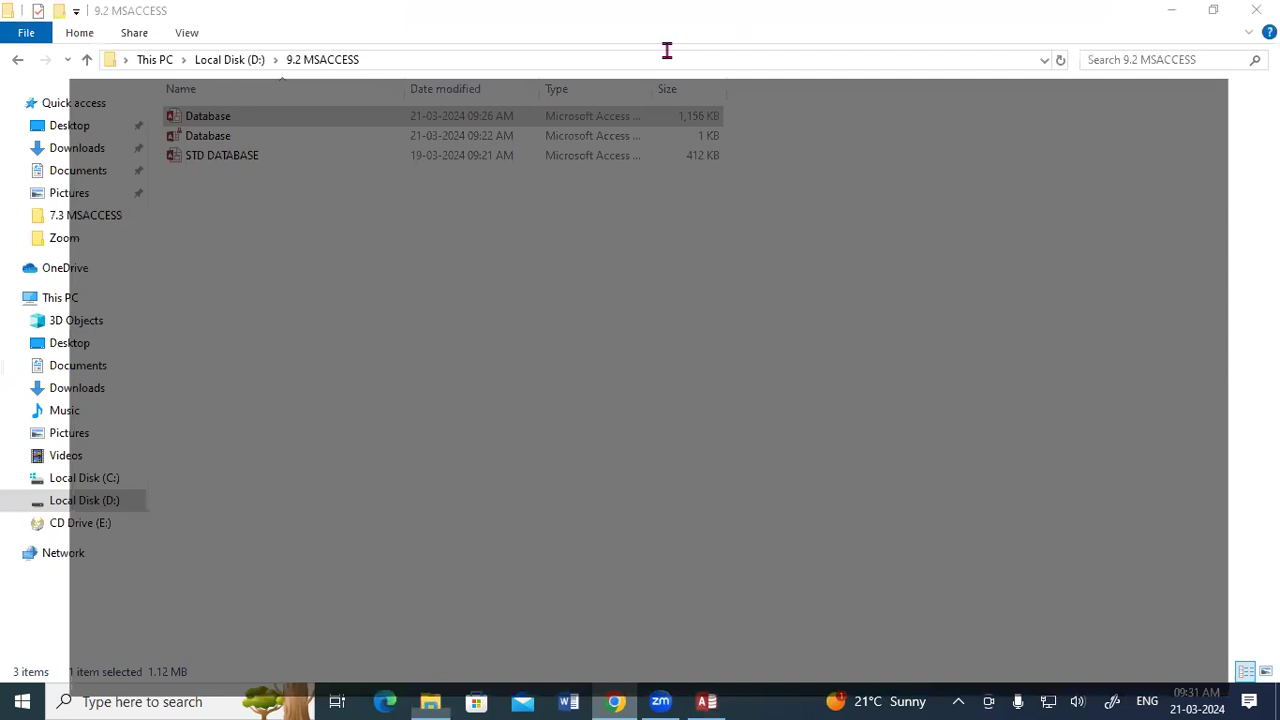 9.2 MSACCESS
File Home Share View
This PC Local Disk (D:) 9.2 MSACCESS Search 9.2 MSACCESS
Name Date modified Type Size
Database 21-03-2024 09:26 AM Microsoft Access ... 1,156 KB
Database 21-03-2024 09:22 AM Microsoft Access ... 1 KB
STD DATABASE 19-03-2024 09:21 AM Microsoft Access ... 412 KB
Quick access
Desktop
Downloads
Documents
Pictures
7.3 MSACCESS
Zoom
OneDrive
This PC
3D Objects
Desktop
Documents
Downloads
Music
Pictures
Videos
Local Disk (C:)
Local Disk (D:)
CD Drive (E:)
Network
3 items 1 item selected 1.12 MB
Type here to search zm 21°C Sunny ENG 09:31 AM
21-03-2024